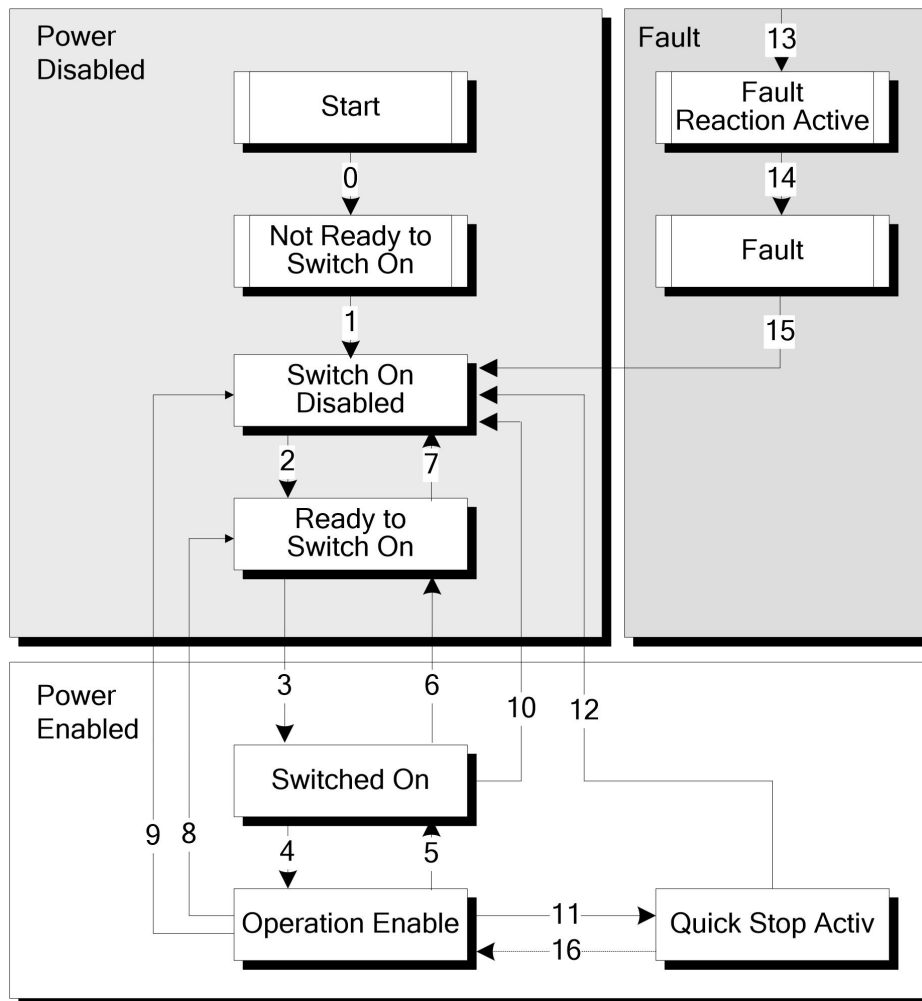 Power
Disabled
Start
0
Not Ready to
Switch On
1
Switch On
Disabled
2
7
Ready to
Switch On
Fault
13
Fault
Reaction Active
14
Fault
15
Power
Enabled
3
6
10
12
Switched On
9
8
4
5
Operation Enable
11
16
Quick Stop Activ